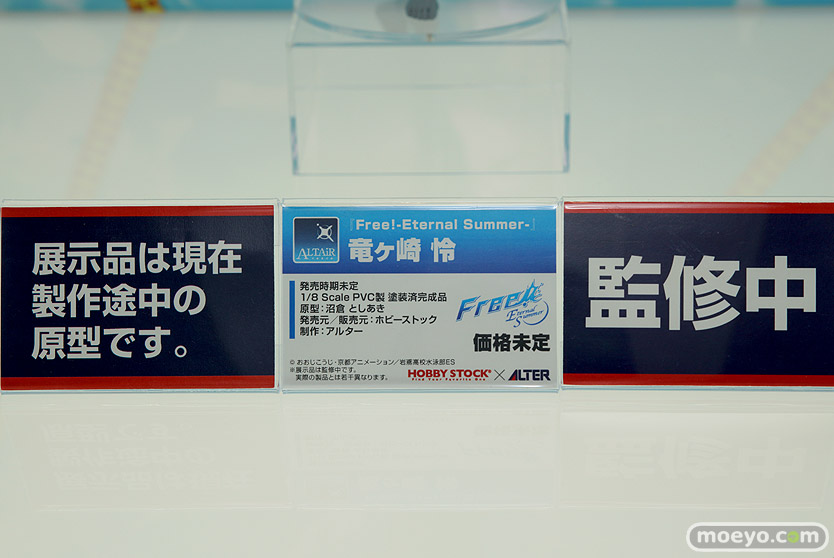 展示品は現在
製作途中の
原型です。
ALTAiR
『Free!-Eternal Summer-』
竜ヶ崎 怜
発売時期未定
1/8 Scale PVC製 塗装済完成品
原型：沼倉 としあき
発売元／販売元：ホビーストック
制作：アルター
Free!
Eternal
Summer
価格未定
© おおじこうじ・京都アニメーション／岩鳶高校水泳部ES
※展示品は監修中です。
実際の製品とは若干異なります。
HOBBY STOCK® × ALTER
Find Your Favorite One
監修中
moeyo.com